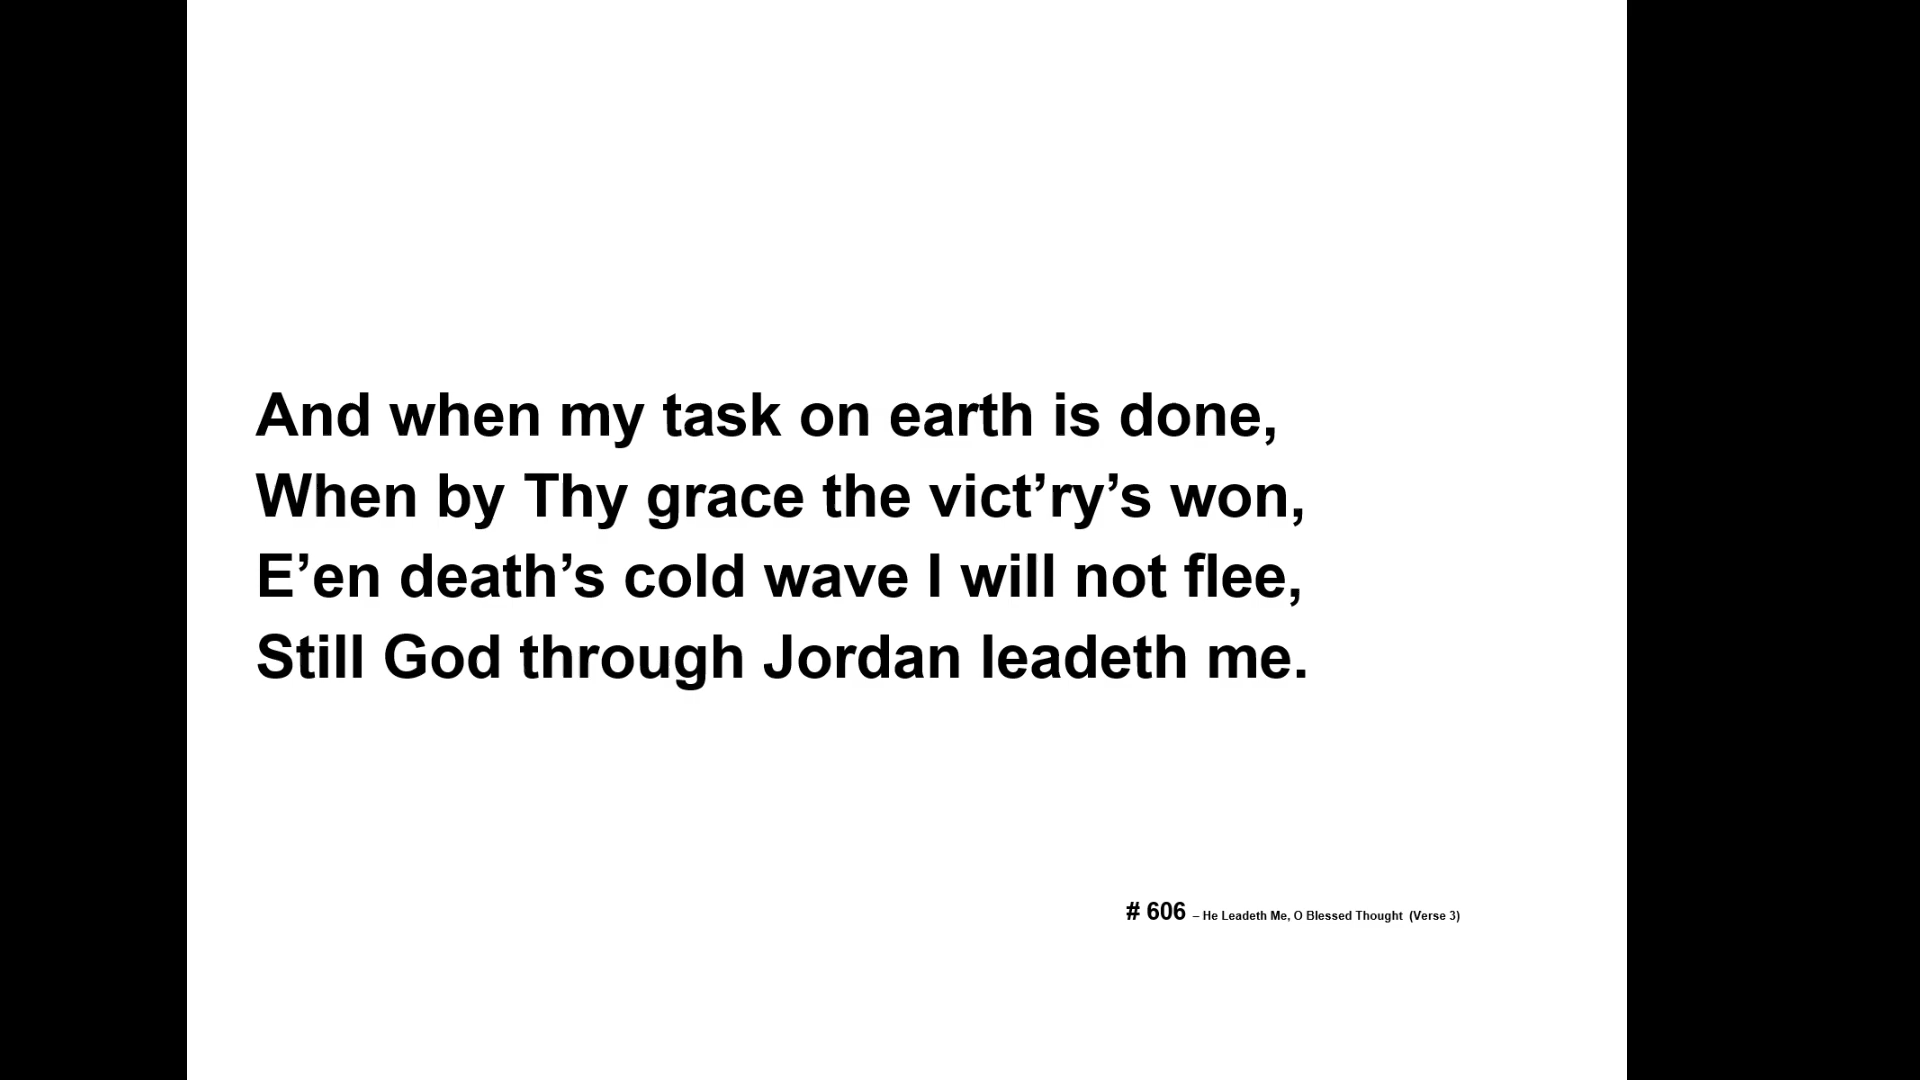 And when my task on earth is done,
When by Thy grace the vict’ry’s won,
E’en death’s cold wave I will not flee,
Still God through Jordan leadeth me.
# 606 – He Leadeth Me, O Blessed Thought (Verse 3)